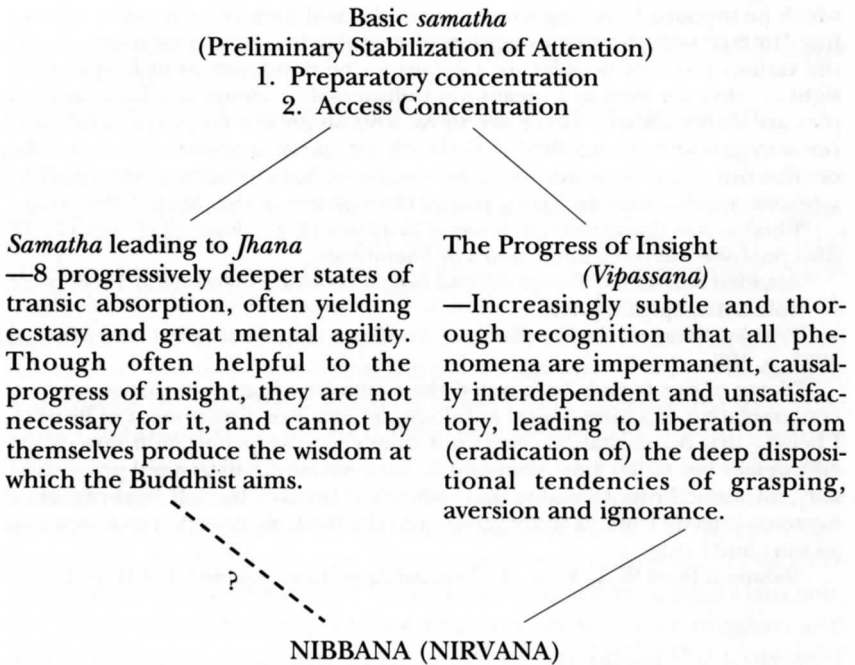 Basic samatha
(Preliminary Stabilization of Attention)
1. Preparatory concentration
2. Access Concentration
Samatha leading to Jhana
—8 progressively deeper states of
transic absorption, often yielding
ecstasy and great mental agility.
Though often helpful to the
progress of insight, they are not
necessary for it, and cannot by
themselves produce the wisdom at
which the Buddhist aims.
The Progress of Insight
(Vipassana)
—Increasingly subtle and thor-
ough recognition that all phe-
nomena are impermanent, causal-
ly interdependent and unsatisfac-
tory, leading to liberation from
(eradication of) the deep disposi-
tional tendencies of grasping,
aversion and ignorance.
?
NIBBANA (NIRVANA)